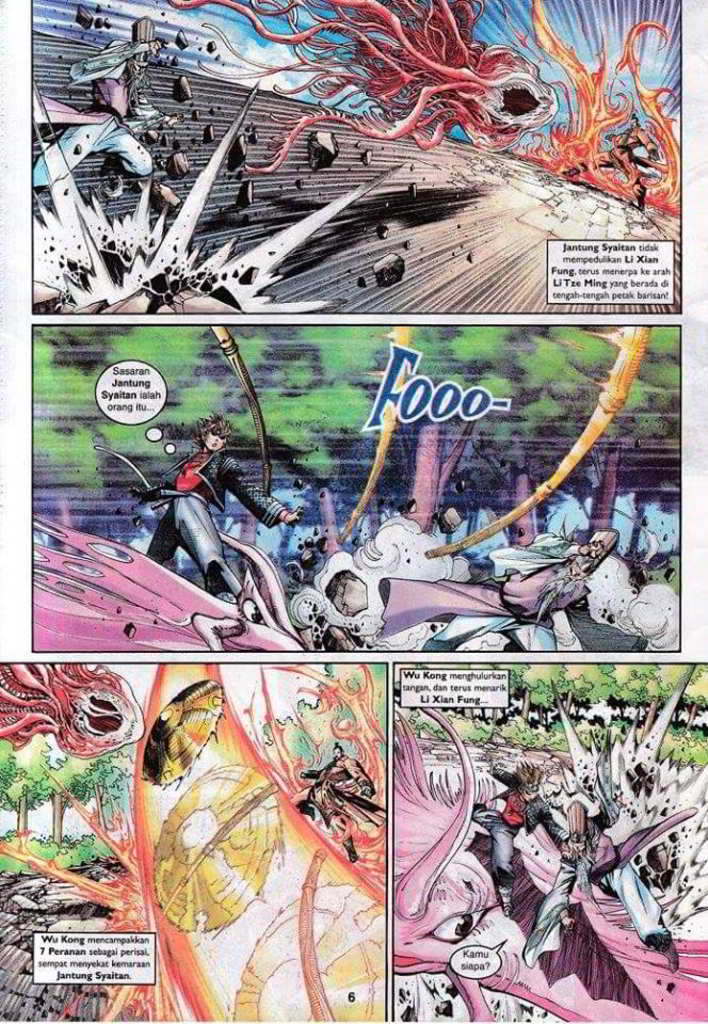 Jantung Syaitan tidak
mempedulikan Li Xian
Fung, terus menerpa ke arah
Li Tze Ming yang berada di
tengah-tengah petak barisan!
Sasaran
Jantung
Syaitan ialah
orang itu...
Fooo-
Wu Kong mencampakkan
7 Peranan sebagai perisai,
sempat menyekat kemaraan
Jantung Syaitan.
Wu Kong menghulurkan
tangan, dan terus menarik
Li Xian Fung...
Kamu
siapa?
6